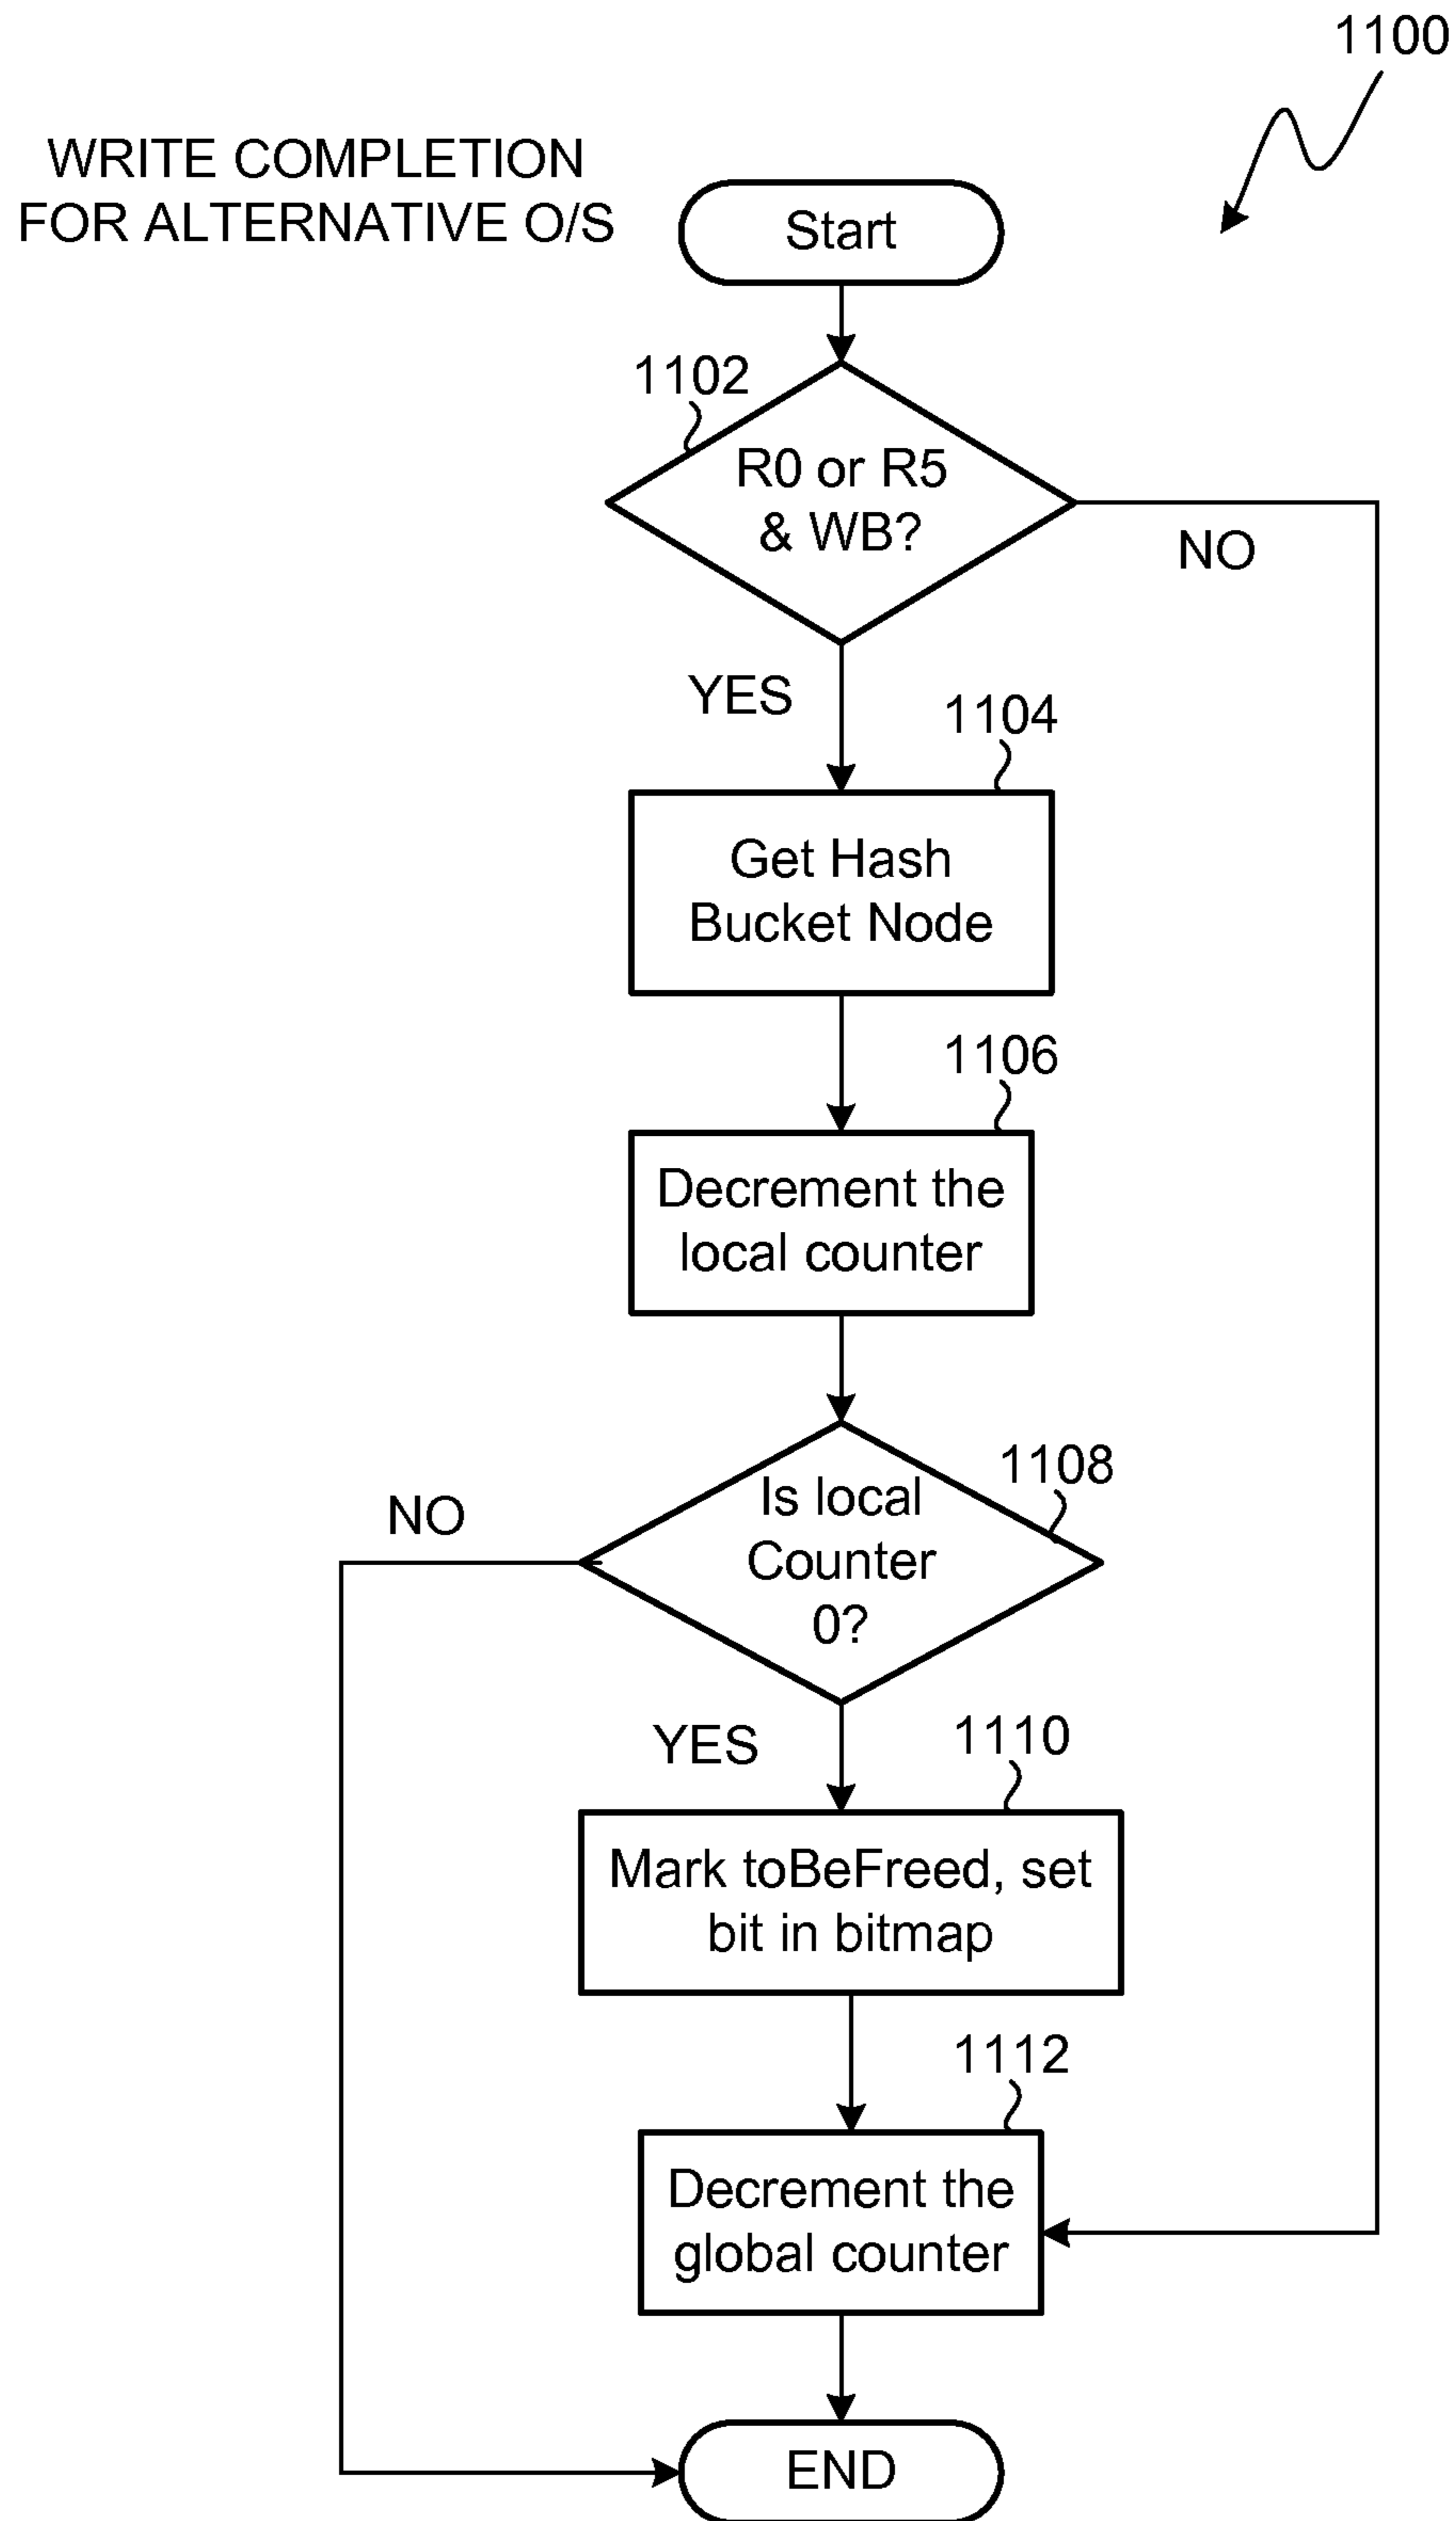 1100
WRITE COMPLETION
FOR ALTERNATIVE O/S
Start
1102
R0 or R5
& WB?
NO
YES
1104
Get Hash
Bucket Node
1106
Decrement the
local counter
1108
Is local
Counter
0?
NO
YES
1110
Mark toBeFreed, set
bit in bitmap
1112
Decrement the
global counter
END